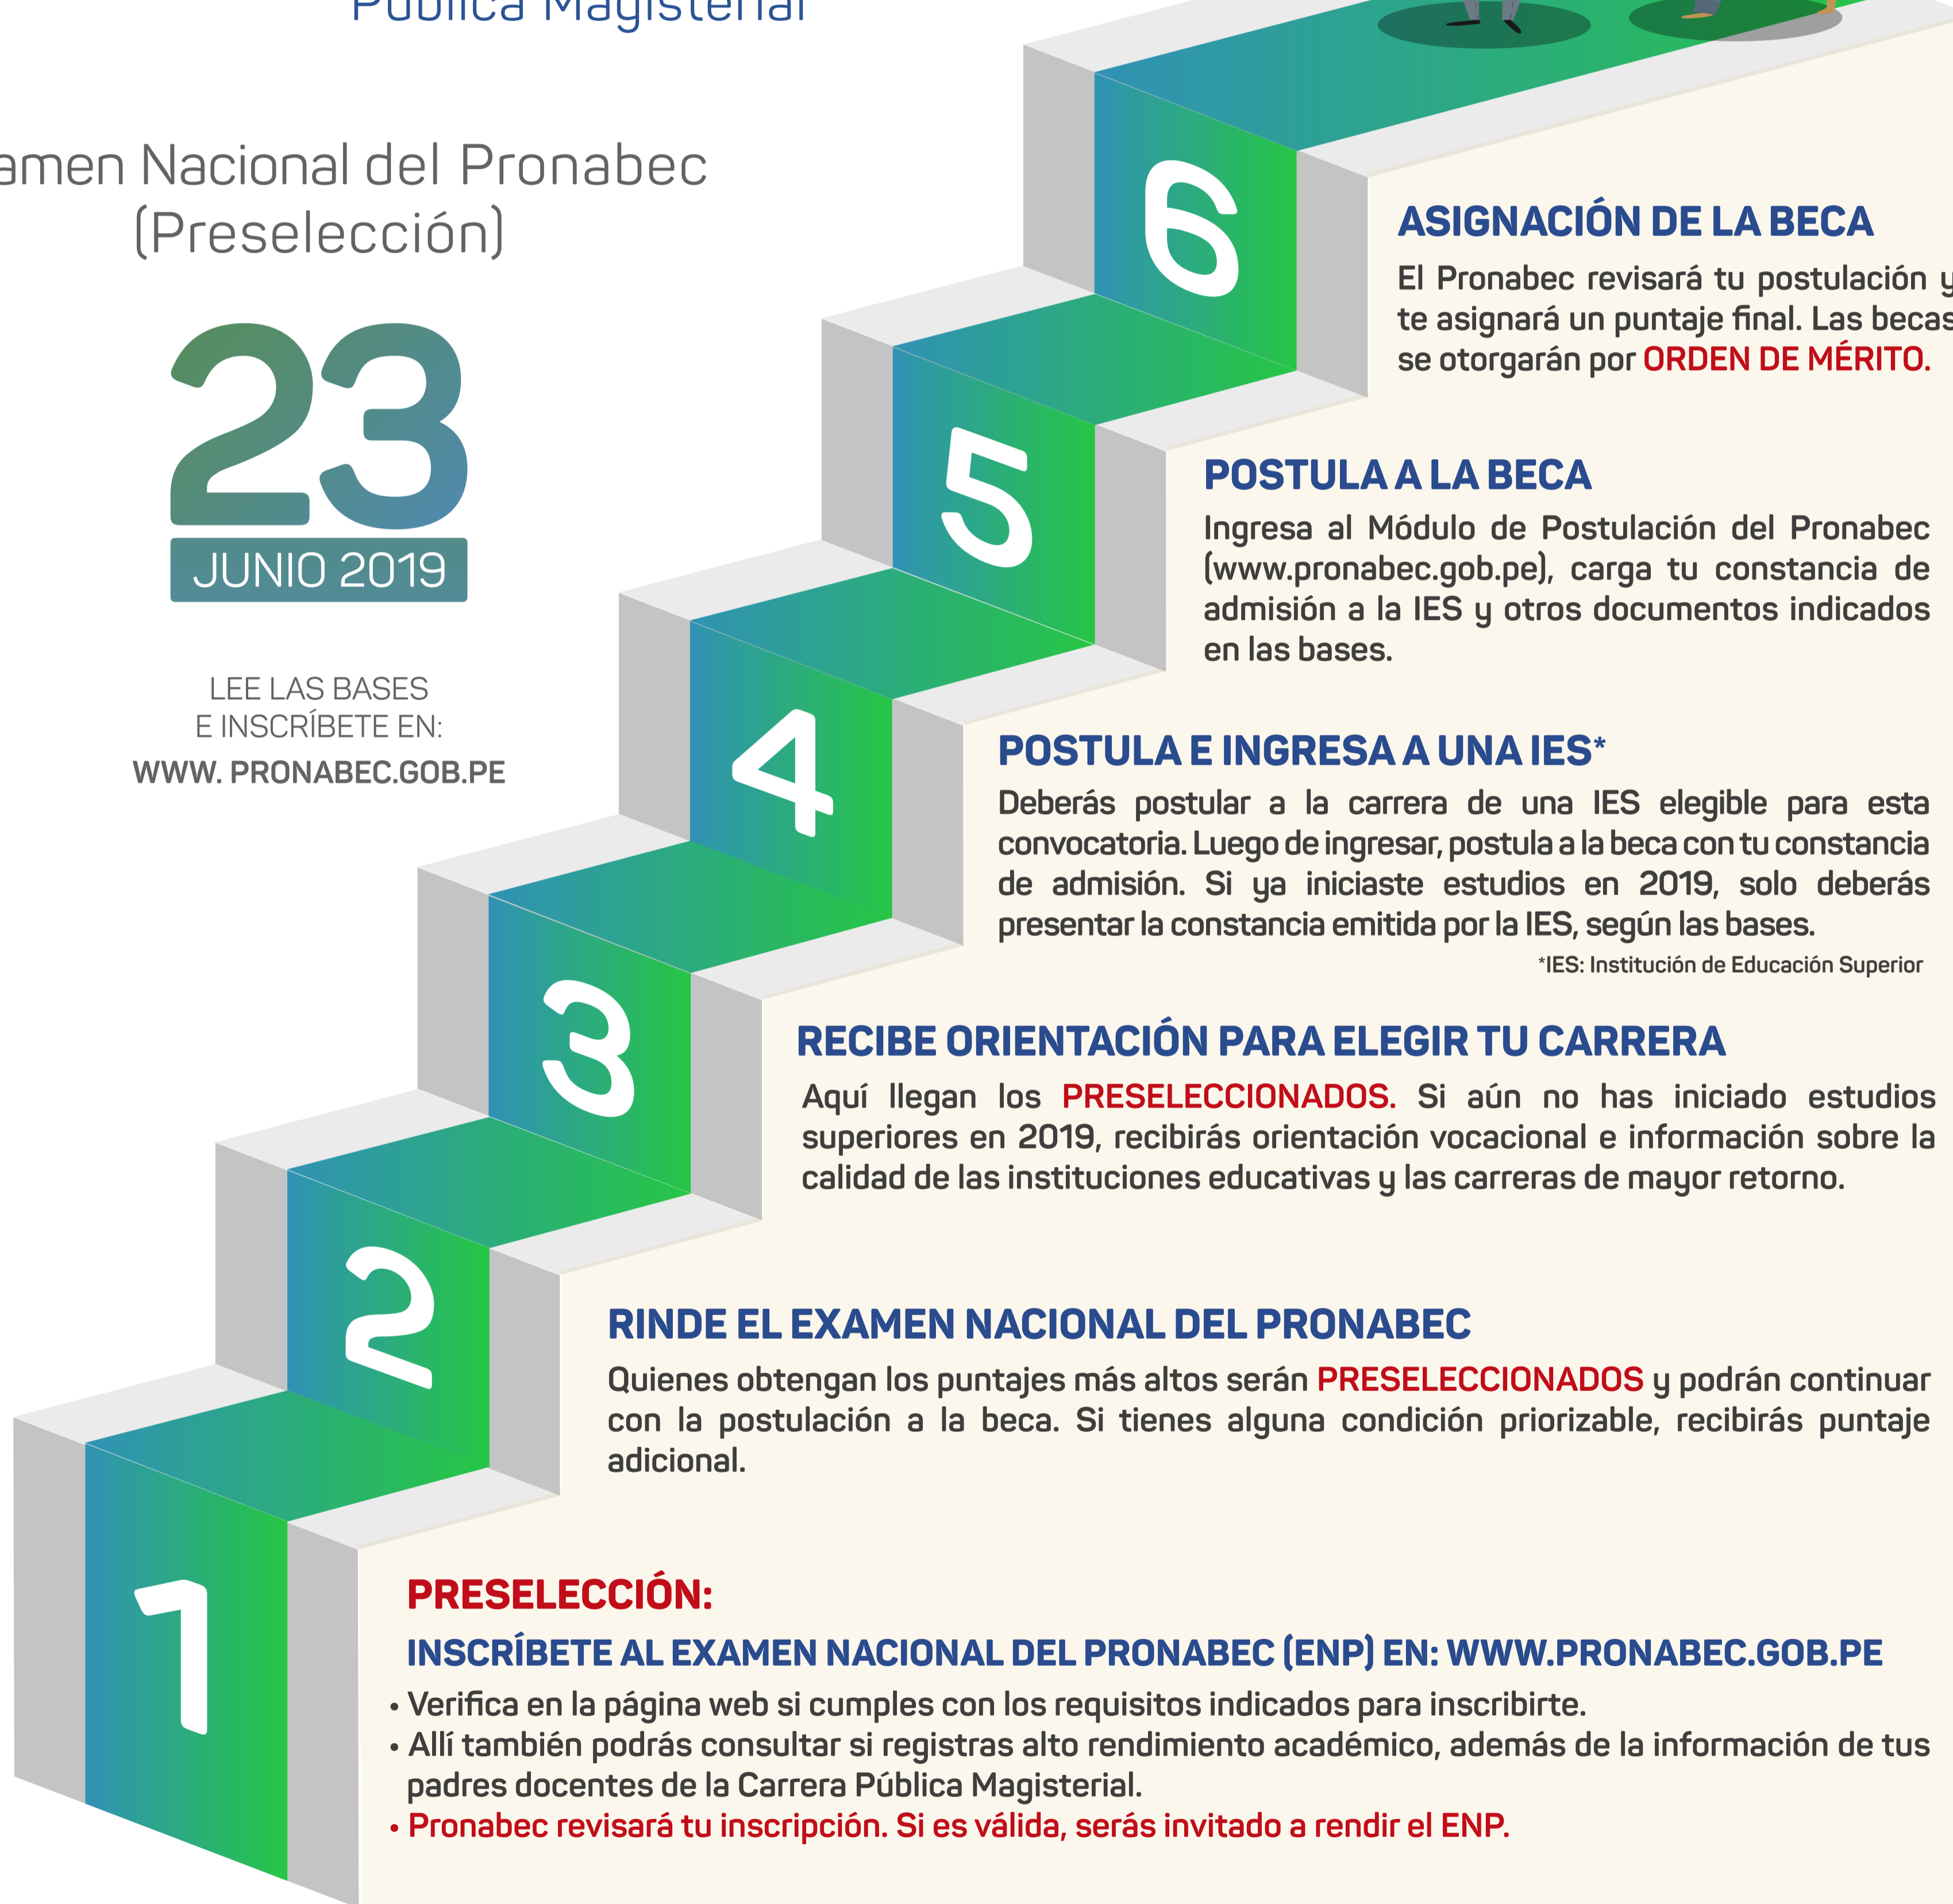 Pública Magisterial
amen Nacional del Pronabec
(Preselección)
23
JUNIO 2019
LEE LAS BASES
E INSCRÍBETE EN:
WWW. PRONABEC.GOB.PE
6
ASIGNACIÓN DE LA BECA
El Pronabec revisará tu postulación y
te asignará un puntaje final. Las becas
se otorgarán por ORDEN DE MÉRITO.
5
POSTULA A LA BECA
Ingresa al Módulo de Postulación del Pronabec
(www.pronabec.gob.pe), carga tu constancia de
admisión a la IES y otros documentos indicados
en las bases.
4
POSTULA E INGRESA A UNA IES*
Deberás postular a la carrera de una IES elegible para esta
convocatoria. Luego de ingresar, postula a la beca con tu constancia
de admisión. Si ya iniciaste estudios en 2019, solo deberás
presentar la constancia emitida por la IES, según las bases.
*IES: Institución de Educación Superior
3
RECIBE ORIENTACIÓN PARA ELEGIR TU CARRERA
Aquí llegan los PRESELECCIONADOS. Si aún no has iniciado estudios
superiores en 2019, recibirás orientación vocacional e información sobre la
calidad de las instituciones educativas y las carreras de mayor retorno.
2
RINDE EL EXAMEN NACIONAL DEL PRONABEC
Quienes obtengan los puntajes más altos serán PRESELECCIONADOS y podrán continuar
con la postulación a la beca. Si tienes alguna condición priorizable, recibirás puntaje
adicional.
1
PRESELECCIÓN:
INSCRÍBETE AL EXAMEN NACIONAL DEL PRONABEC (ENP) EN: WWW.PRONABEC.GOB.PE
• Verifica en la página web si cumples con los requisitos indicados para inscribirte.
• Allí también podrás consultar si registras alto rendimiento académico, además de la información de tus
padres docentes de la Carrera Pública Magisterial.
• Pronabec revisará tu inscripción. Si es válida, serás invitado a rendir el ENP.